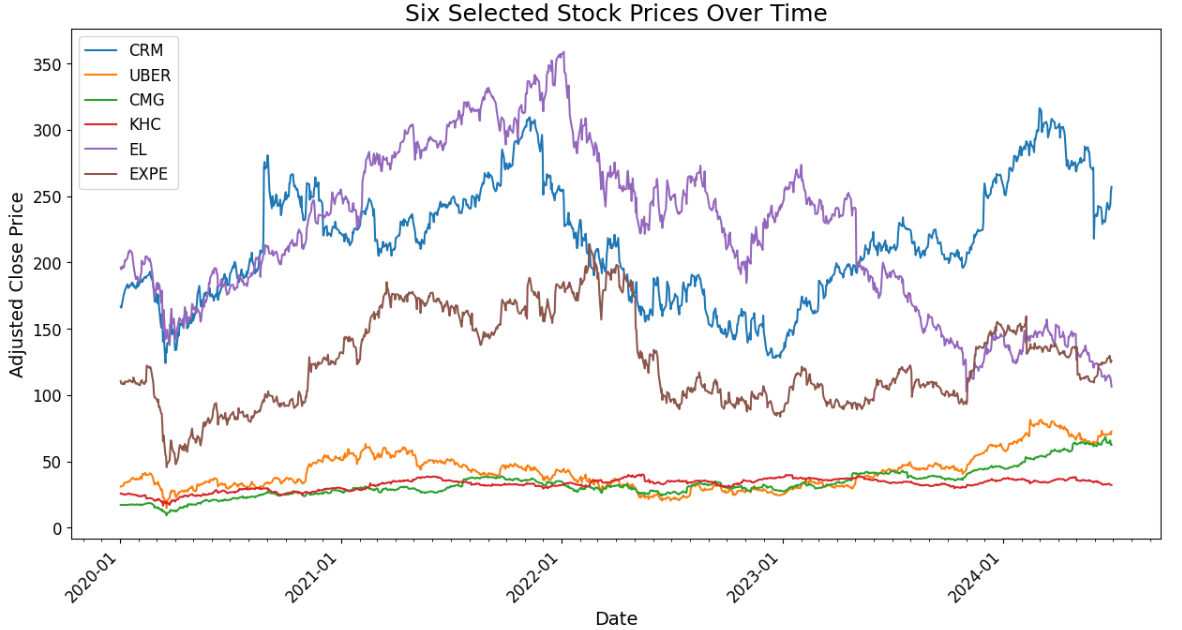 Six Selected Stock Prices Over Time
CRM
UBER
CMG
KHC
EL
EXPE
Adjusted Close Price
350
300
250
200
150
100
50
0
2020-01
2021-01
2022-01
2023-01
2024-01
Date